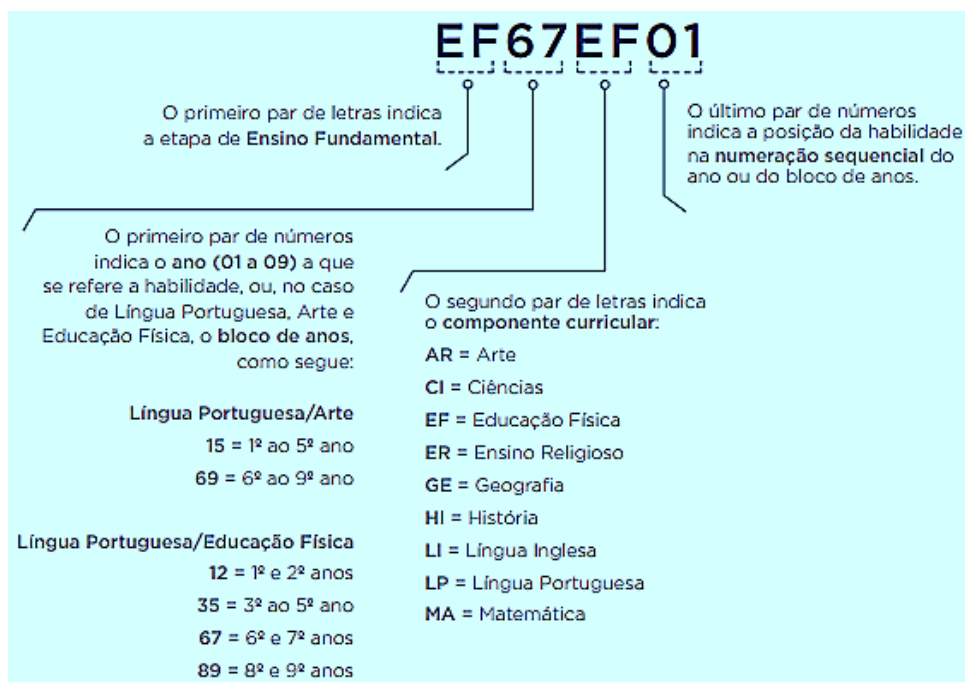 EF67EF01
O primeiro par de letras indica
a etapa de Ensino Fundamental.
O último par de números
indica a posição da habilidade
na numeração sequencial do
ano ou do bloco de anos.
O primeiro par de números
indica o ano (01 a 09) a que
se refere a habilidade, ou, no caso
de Língua Portuguesa, Arte e
Educação Física, o bloco de anos,
como segue:
Língua Portuguesa/Arte
15 = 1º ao 5º ano
69 = 6º ao 9º ano
Língua Portuguesa/Educação Física
12 = 1º e 2º anos
35 = 3º ao 5º ano
67 = 6º e 7º anos
89 = 8º e 9º anos
O segundo par de letras indica
o componente curricular:
AR = Arte
CI = Ciências
EF = Educação Física
ER = Ensino Religioso
GE = Geografia
HI = História
LI = Língua Inglesa
LP = Língua Portuguesa
MA = Matemática